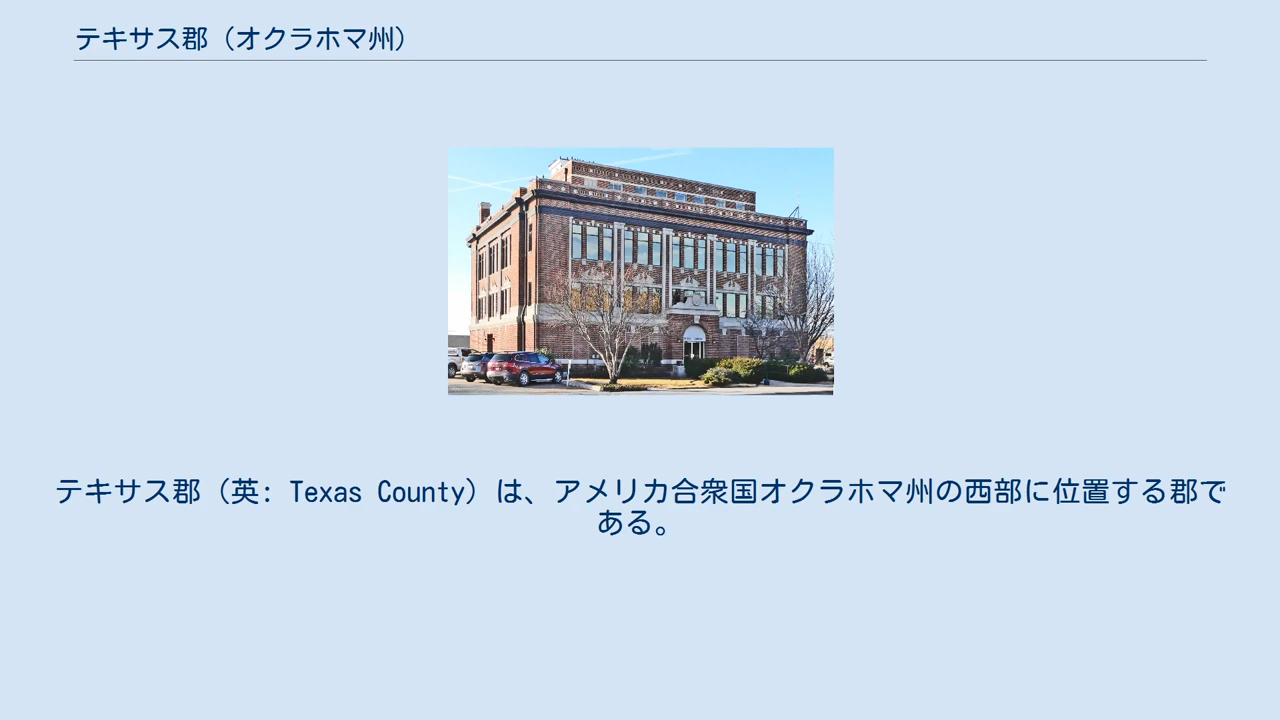 テキサス郡（オクラホマ州）
テキサス郡（英: Texas County）は、アメリカ合衆国オクラホマ州の西部に位置する郡で
ある。